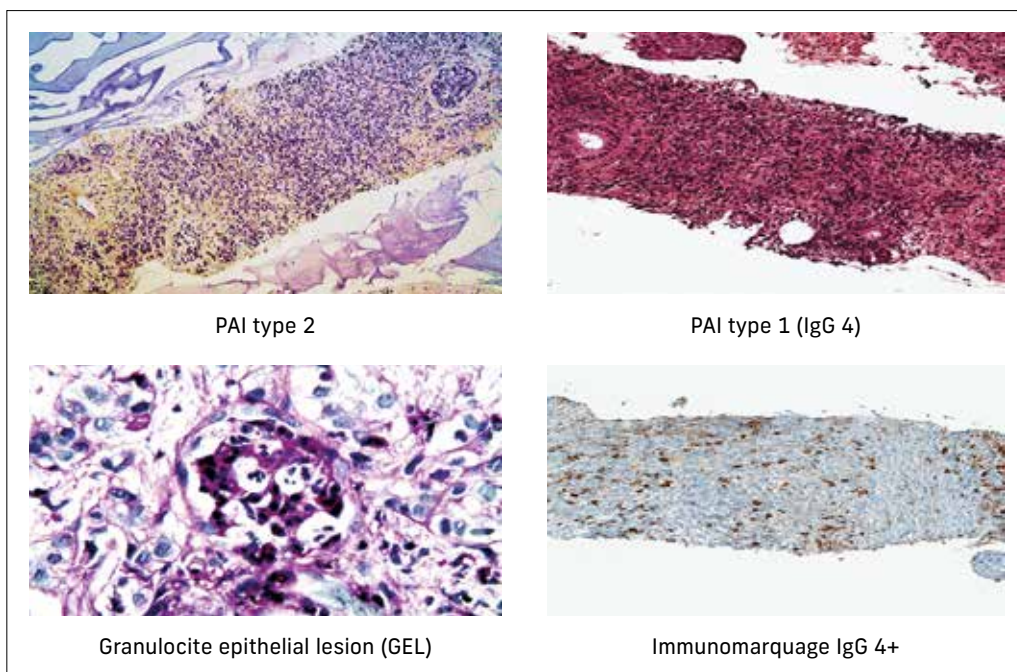 PAI type 2
PAI type 1 (IgG 4)
Granulocite epithelial lesion (GEL)
Immunomarquage IgG 4+